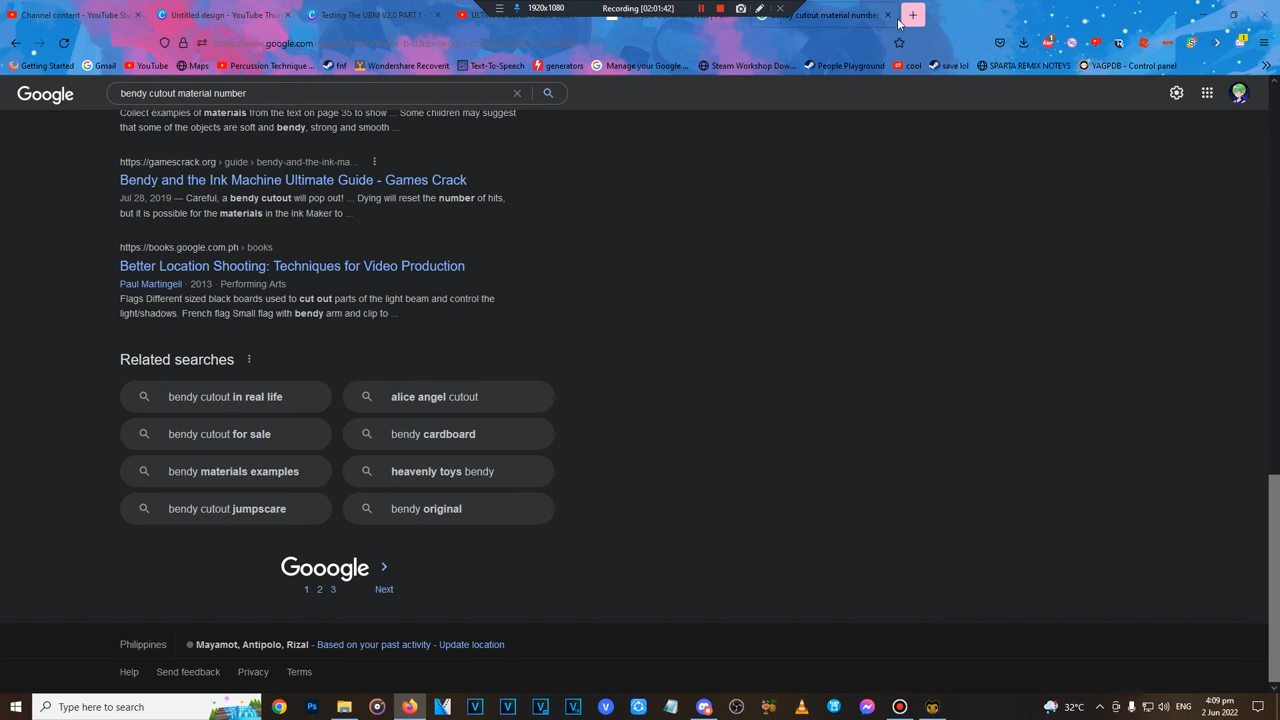 1920x1080 Recording [02:01:42]
Channel content - YouTube Stu
Untitled design - YouTube Thu
Testing The UBM V2.0 PART 1 -
bendy cutout material number
https://www.google.com
Getting Started
Gmail
YouTube
Maps
Percussion Technique ...
fnf
Wondershare Recoverit
Text-To-Speech
generators
Manage your Google ...
Steam Workshop Dow...
People Playground
cool
save lol
SPARTA REMIX NOTEYS
YAGPDB - Control panel
Google
bendy cutout material number
Collect examples of materials from the text on page 35 to show ... Some children may suggest
that some of the objects are soft and bendy, strong and smooth ...
https://gamescrack.org › guide › bendy-and-the-ink-ma...
Bendy and the Ink Machine Ultimate Guide - Games Crack
Jul 28, 2019 — Careful, a bendy cutout will pop out! ... Dying will reset the number of hits,
but it is possible for the materials in the Ink Maker to ...
https://books.google.com.ph › books
Better Location Shooting: Techniques for Video Production
Paul Martingell · 2013 · Performing Arts
Flags Different sized black boards used to cut out parts of the light beam and control the
light/shadows. French flag Small flag with bendy arm and clip to ...
Related searches
bendy cutout in real life
alice angel cutout
bendy cutout for sale
bendy cardboard
bendy materials examples
heavenly toys bendy
bendy cutout jumpscare
bendy original
Gooogle
1 2 3 Next
Philippines
Mayamot, Antipolo, Rizal - Based on your past activity - Update location
Help Send feedback Privacy Terms
Type here to search
32°C
ENG
4:09 pm
2 Jun 2022